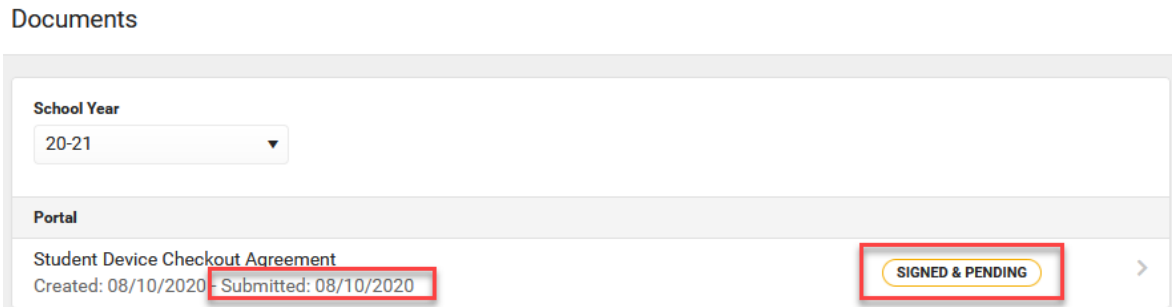 Documents
School Year
20-21
Portal
Student Device Checkout Agreement
Created: 08/10/2020 - Submitted: 08/10/2020
SIGNED & PENDING